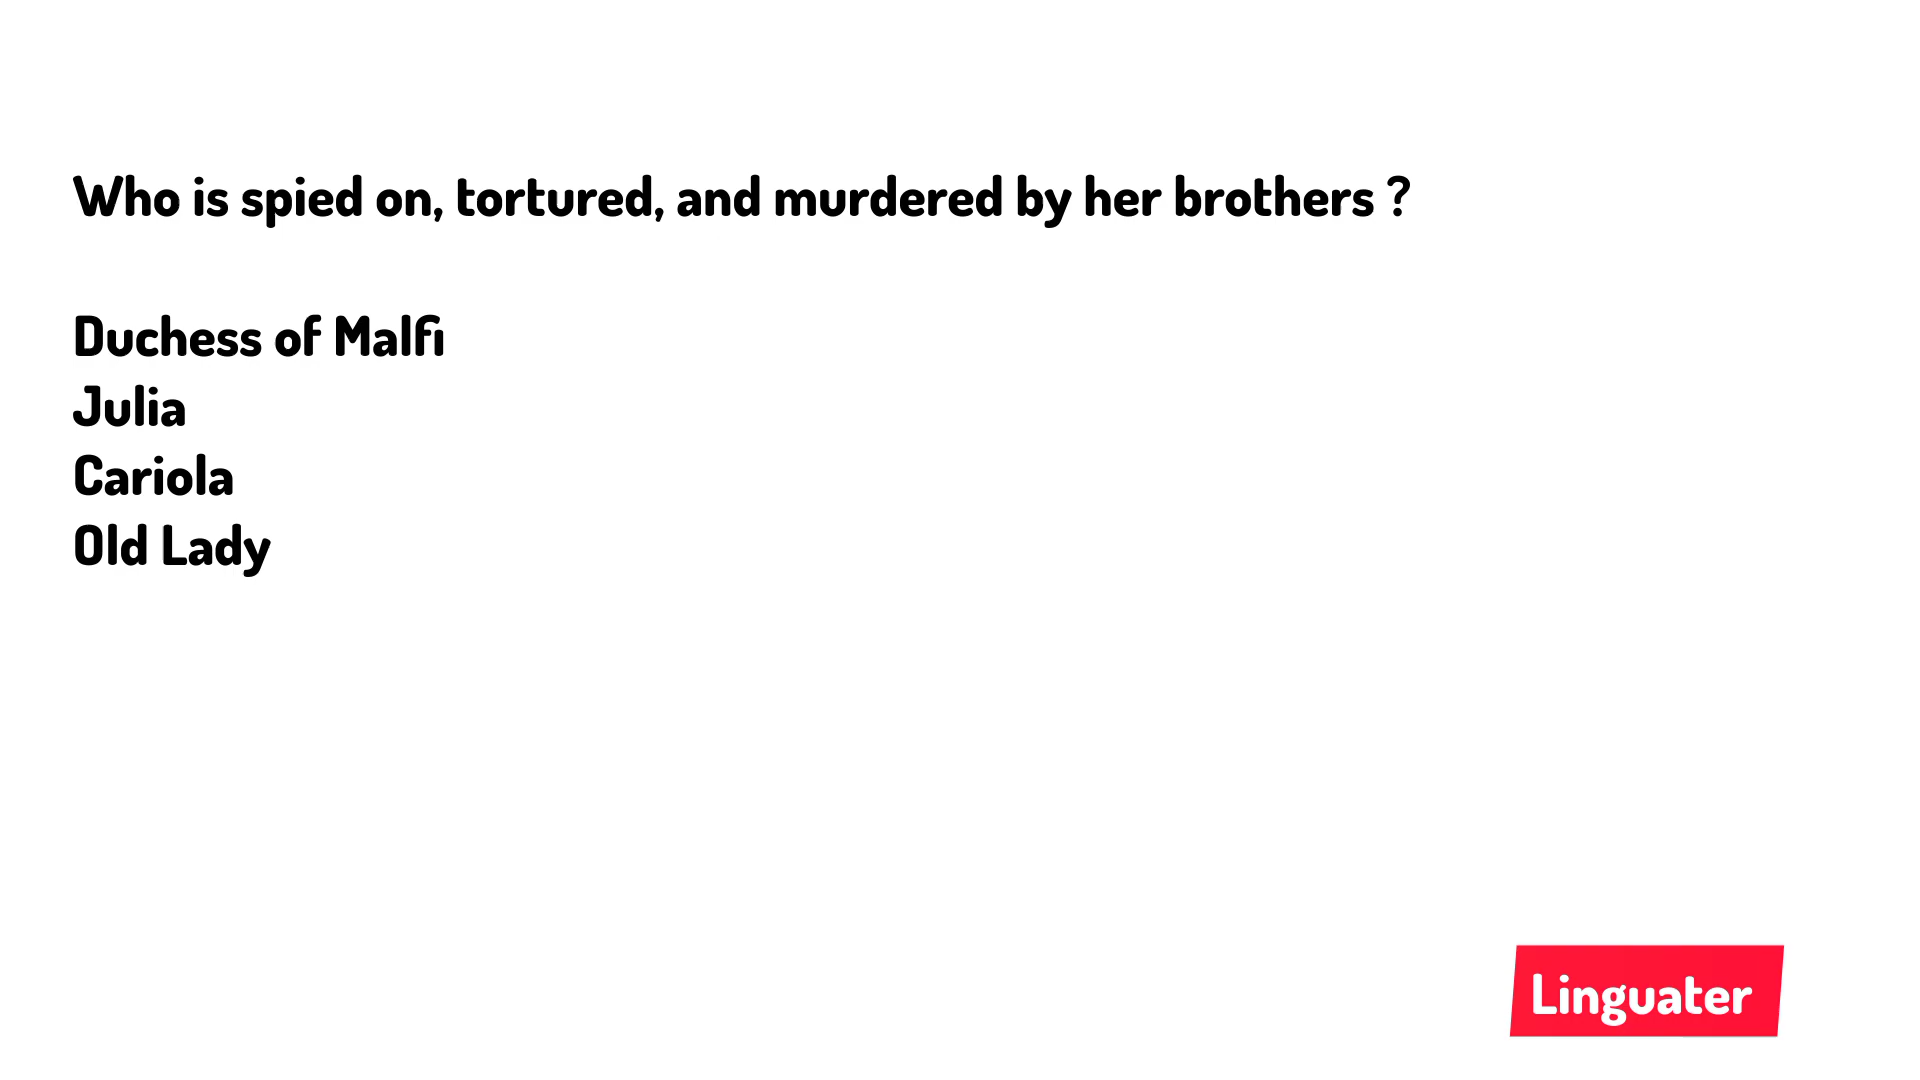 Who is spied on, tortured, and murdered by her brothers ?
Duchess of Malfi
Julia
Cariola
Old Lady
Linguater